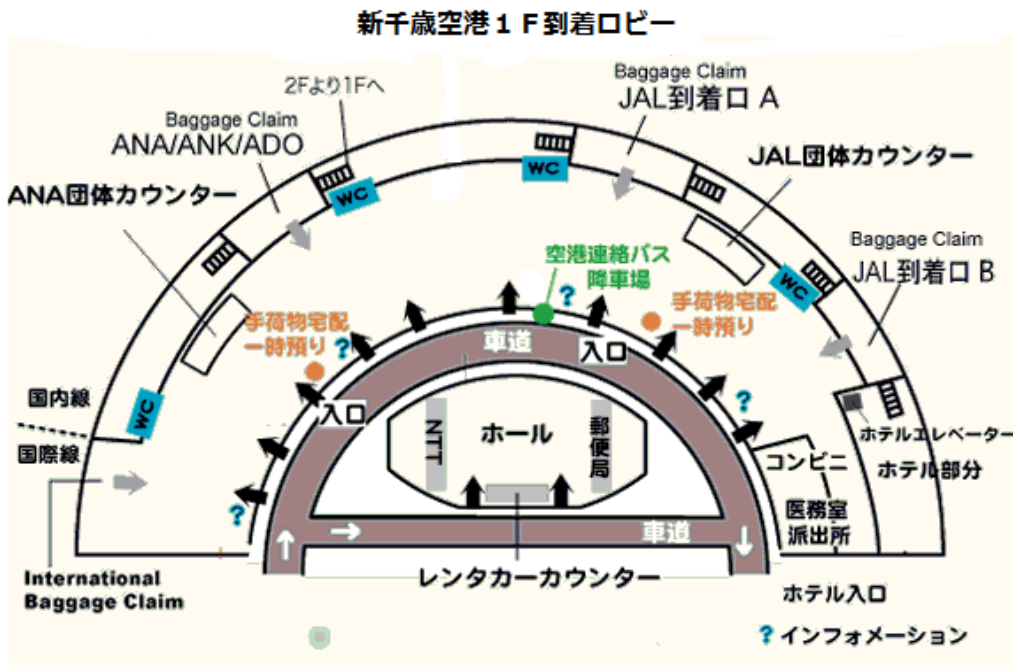 新千歳空港１Ｆ到着ロビー
Baggage Claim
JAL到着口 A
2Fより1Fへ
Baggage Claim
ANA/ANK/ADO
JAL団体カウンター
ANA団体カウンター
WC
WC
Baggage Claim
JAL到着口 B
空港連絡バス
降車場
WC
?
手荷物宅配
一時預り
手荷物宅配
一時預り
?
車道
入口
国内線
WC
入口
?
NTT
ホール
郵便局
ホテルエレベーター
国際線
コンビニ
ホテル部分
?
医務室
派出所
車道
International
Baggage Claim
レンタカーカウンター
ホテル入口
? インフォメーション